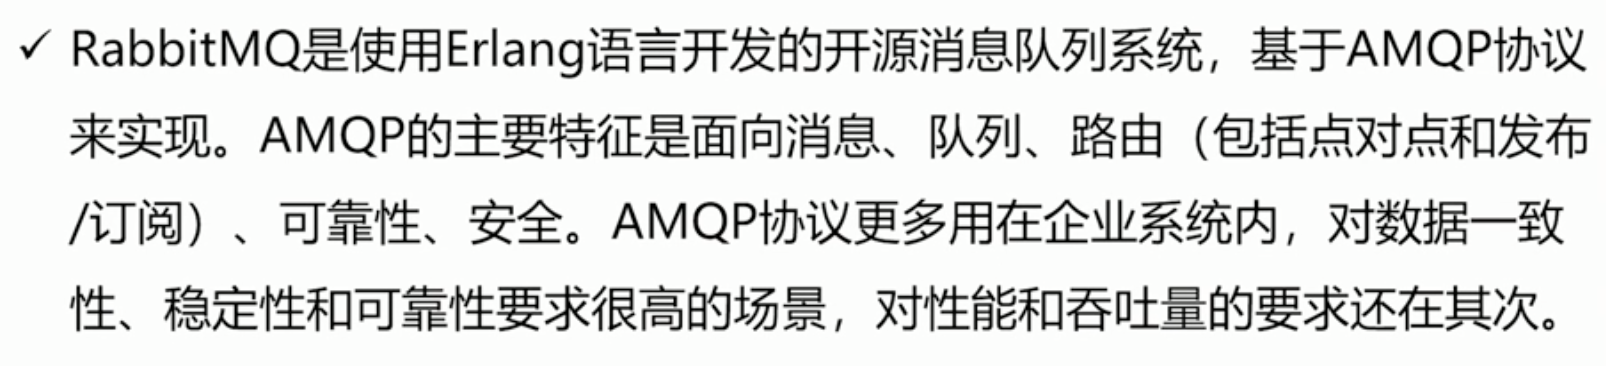 ✓ RabbitMQ是使用Erlang语言开发的开源消息队列系统，基于AMQP协议
来实现。AMQP的主要特征是面向消息、队列、路由（包括点对点和发布
/订阅）、可靠性、安全。AMQP协议更多用在企业系统内，对数据一致
性、稳定性和可靠性要求很高的场景，对性能和吞吐量的要求还在其次。